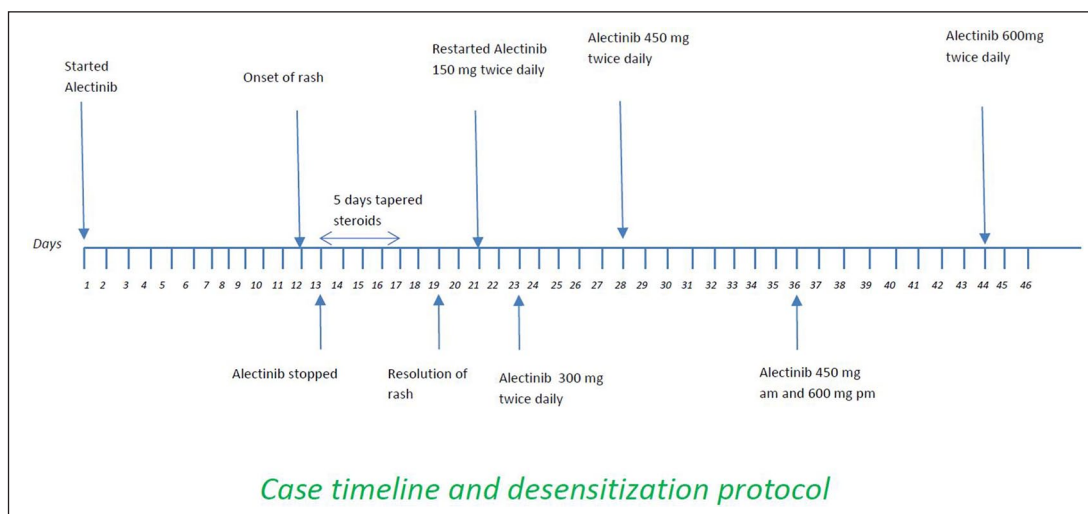 Started
Alectinib
Onset of rash
5 days tapered
steroids
Restarted Alectinib
150 mg twice daily
Alectinib 450 mg
twice daily
Alectinib 600mg
twice daily
Days
1 2 3 4 5 6 7 8 9 10 11 12 13 14 15 16 17 18 19 20 21 22 23 24 25 26 27 28 29 30 31 32 33 34 35 36 37 38 39 40 41 42 43 44 45 46
Alectinib stopped
Resolution of
rash
Alectinib 300 mg
twice daily
Alectinib 450 mg
am and 600 mg pm
Case timeline and desensitization protocol